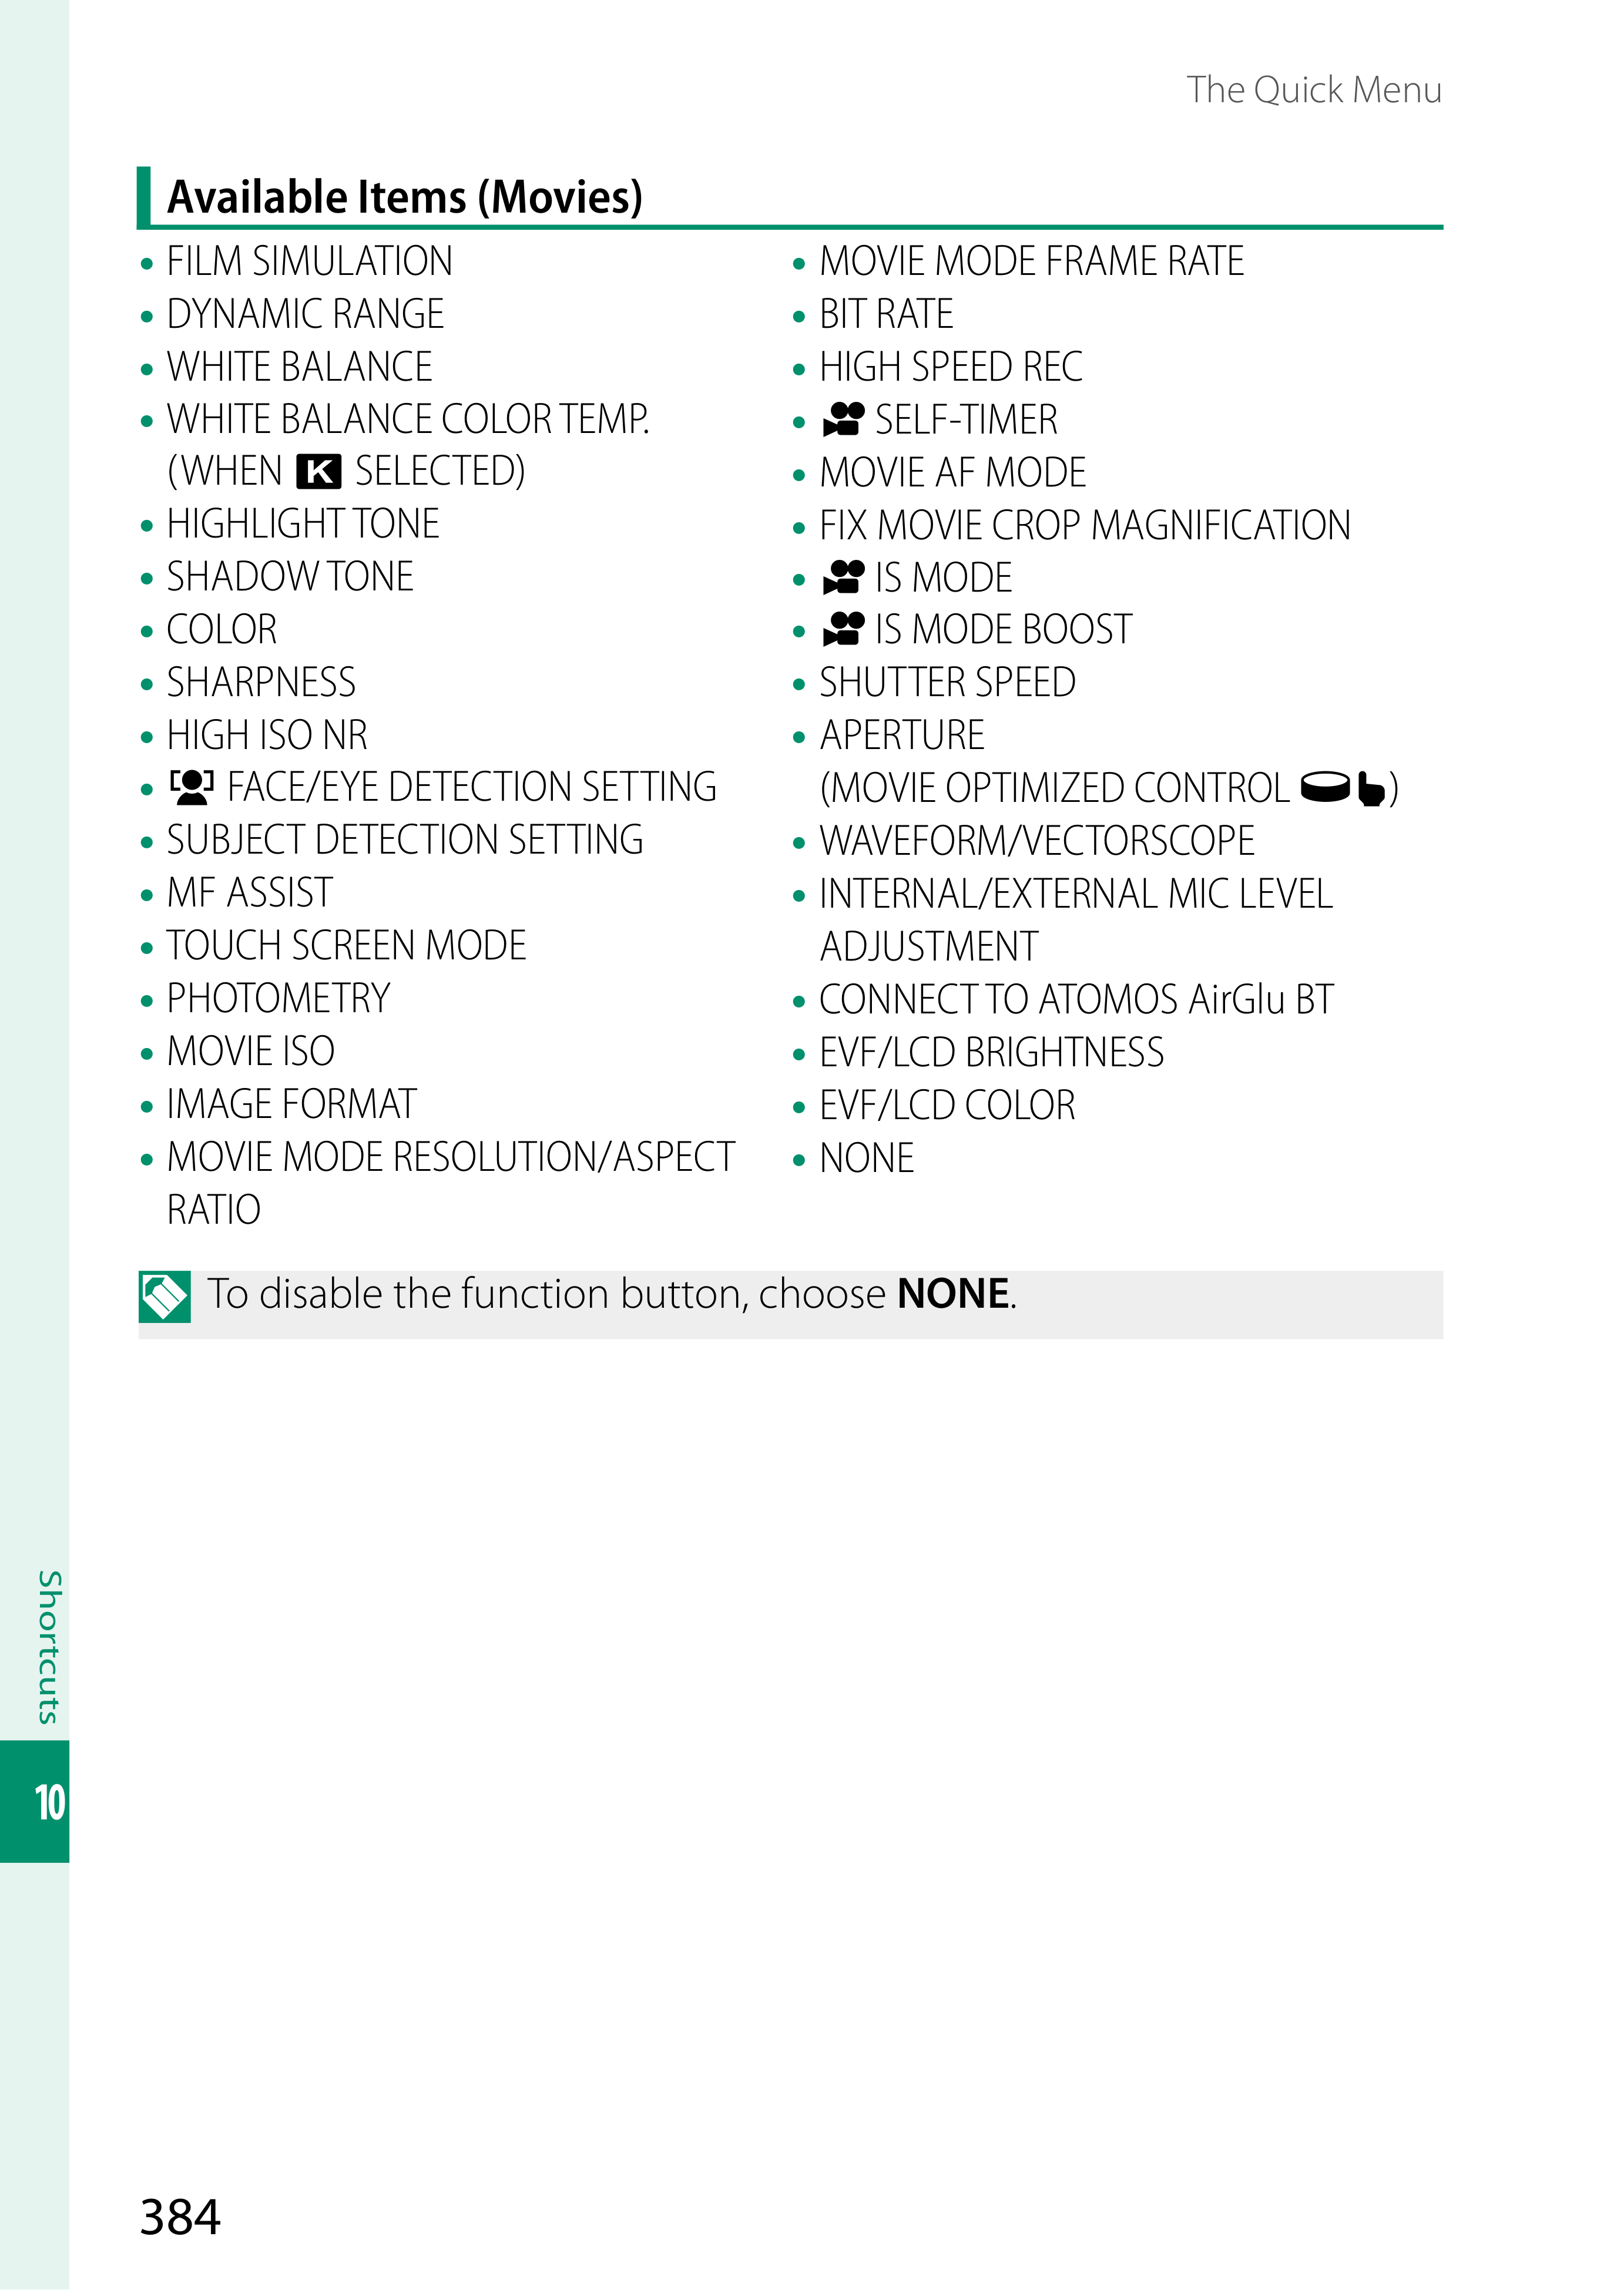 The Quick Menu
Available Items (Movies)
• FILM SIMULATION
• DYNAMIC RANGE
• WHITE BALANCE
• WHITE BALANCE COLOR TEMP.
(WHEN K SELECTED)
• HIGHLIGHT TONE
• SHADOW TONE
• COLOR
• SHARPNESS
• HIGH ISO NR
• FACE/EYE DETECTION SETTING
• SUBJECT DETECTION SETTING
• MF ASSIST
• TOUCH SCREEN MODE
• PHOTOMETRY
• MOVIE ISO
• IMAGE FORMAT
• MOVIE MODE RESOLUTION/ASPECT
RATIO
• MOVIE MODE FRAME RATE
• BIT RATE
• HIGH SPEED REC
• SELF-TIMER
• MOVIE AF MODE
• FIX MOVIE CROP MAGNIFICATION
• IS MODE
• IS MODE BOOST
• SHUTTER SPEED
• APERTURE
(MOVIE OPTIMIZED CONTROL )
• WAVEFORM/VECTORSCOPE
• INTERNAL/EXTERNAL MIC LEVEL
ADJUSTMENT
• CONNECT TO ATOMOS AirGlu BT
• EVF/LCD BRIGHTNESS
• EVF/LCD COLOR
• NONE
To disable the function button, choose NONE.
Shortcuts
10
384